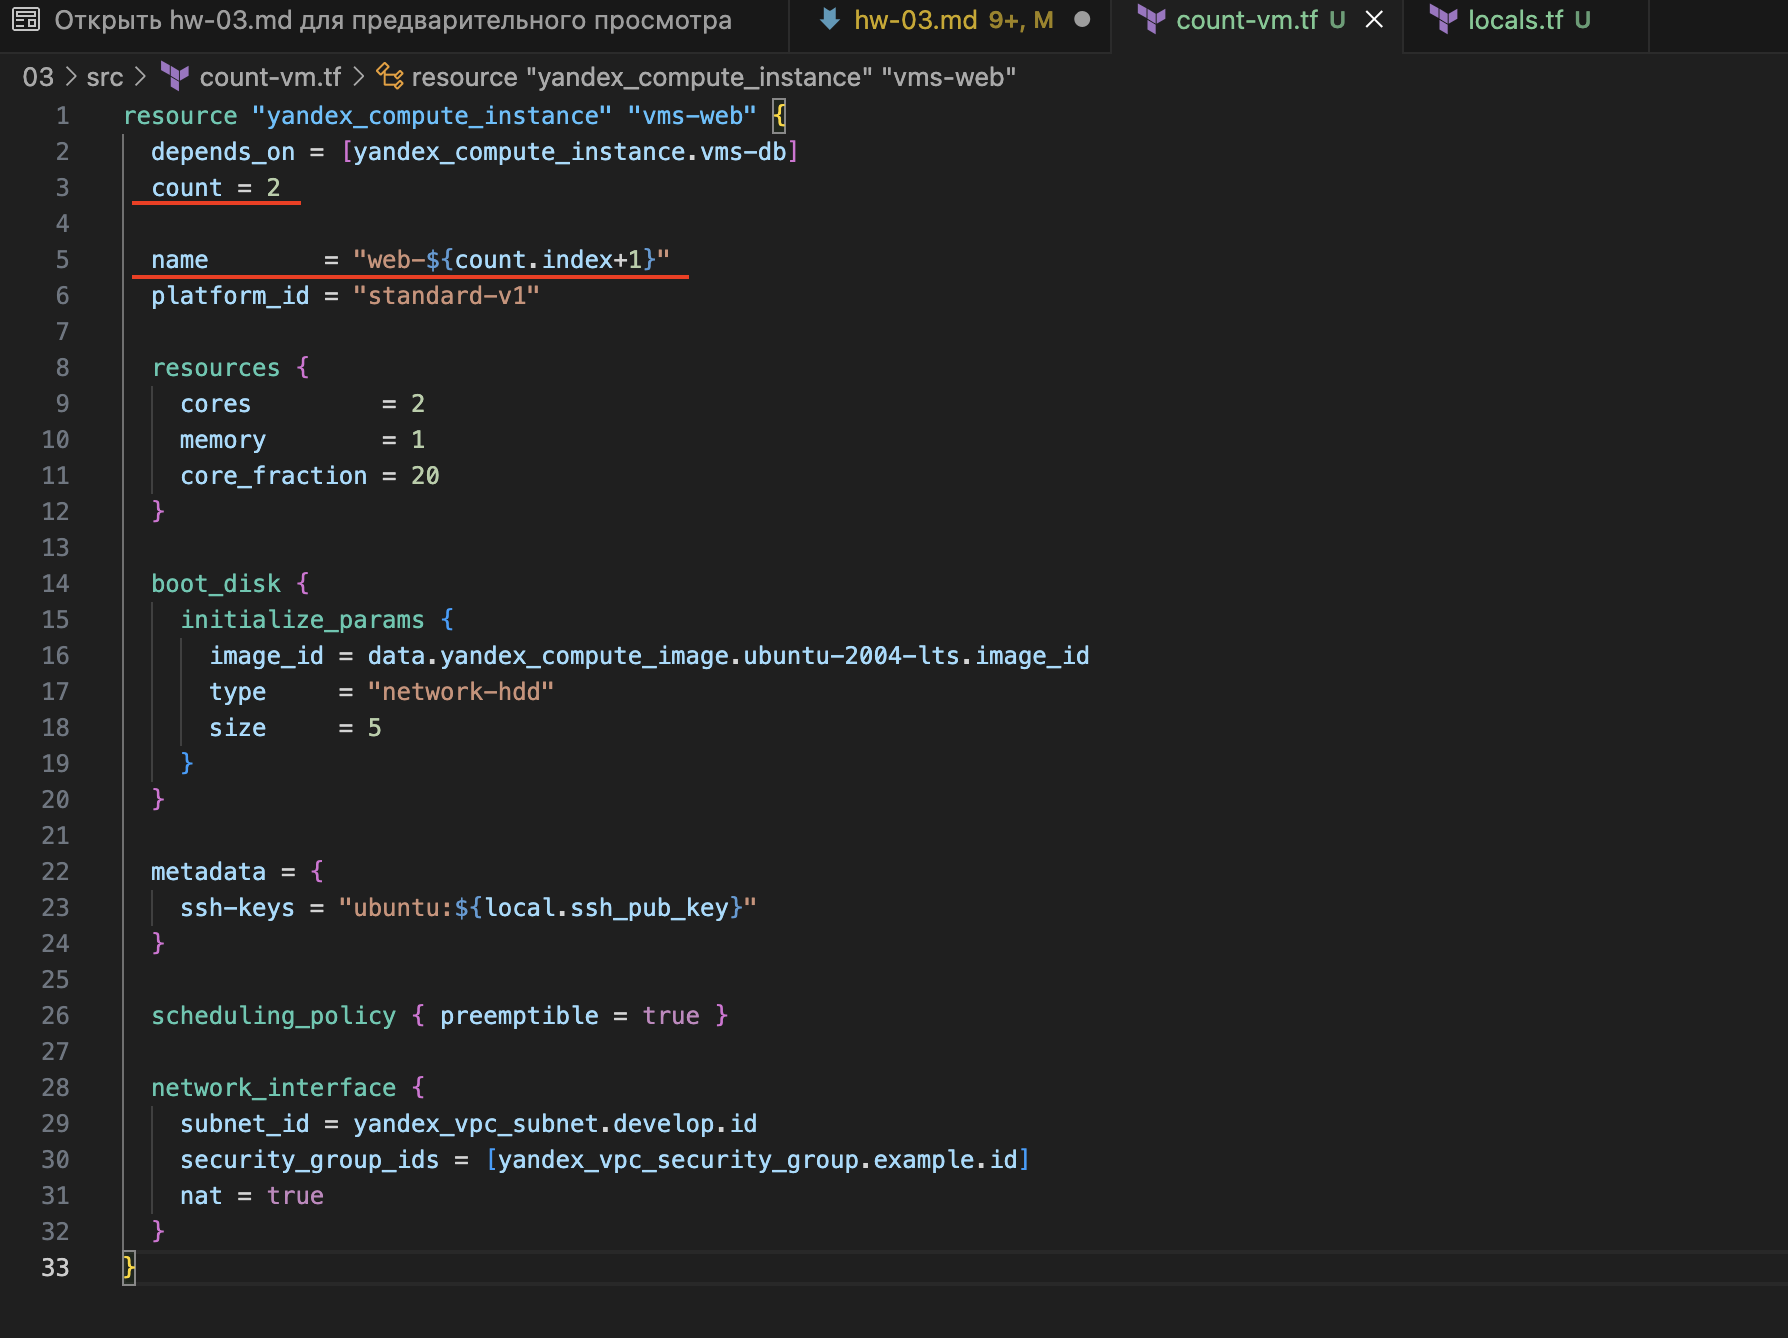 Открыть hw-03.md для предварительного просмотра hw-03.md 9+, M count-vm.tf U locals.tf U
03 > src > count-vm.tf > resource "yandex_compute_instance" "vms-web"
1 resource "yandex_compute_instance" "vms-web" {
2 depends_on = [yandex_compute_instance.vms-db]
3 count = 2
4
5 name = "web-${count.index+1}"
6 platform_id = "standard-v1"
7
8 resources {
9 cores = 2
10 memory = 1
11 core_fraction = 20
12 }
13
14 boot_disk {
15 initialize_params {
16 image_id = data.yandex_compute_image.ubuntu-2004-lts.image_id
17 type = "network-hdd"
18 size = 5
19 }
20 }
21
22 metadata = {
23 ssh-keys = "ubuntu:${local.ssh_pub_key}"
24 }
25
26 scheduling_policy { preemptible = true }
27
28 network_interface {
29 subnet_id = yandex_vpc_subnet.develop.id
30 security_group_ids = [yandex_vpc_security_group.example.id]
31 nat = true
32 }
33 }